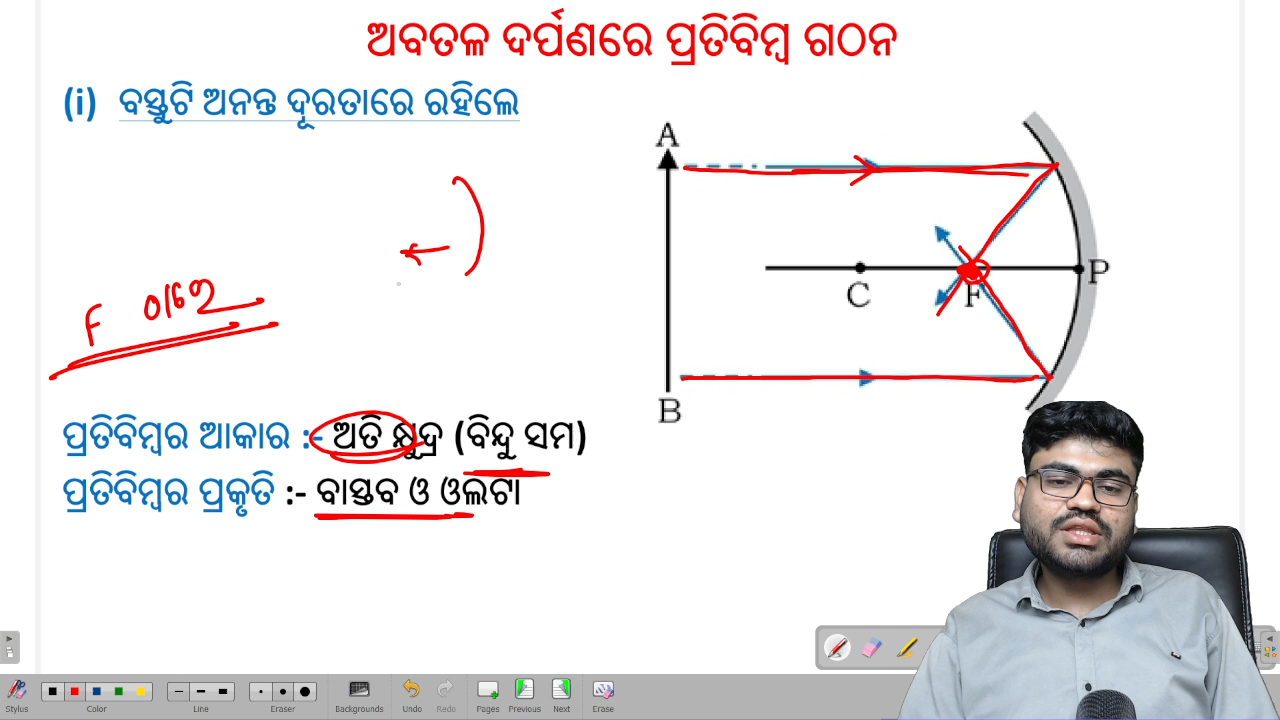 ଅବତଳ ଦର୍ପଣରେ ପ୍ରତିବିମ୍ବ ଗଠନ
(i) ବସ୍ତୁଟି ଅନନ୍ତ ଦୂରତାରେ ରହିଲେ
A
C
F
P
B
F ଠାରେ
ପ୍ରତିବିମ୍ବର ଆକାର :- ଅତି କ୍ଷୁଦ୍ର (ବିନ୍ଦୁ ସମ)
ପ୍ରତିବିମ୍ବର ପ୍ରକୃତି :- ବାସ୍ତବ ଓ ଓଲଟା
Stylus Color Line Eraser Backgrounds Undo Redo Pages Previous Next Erase